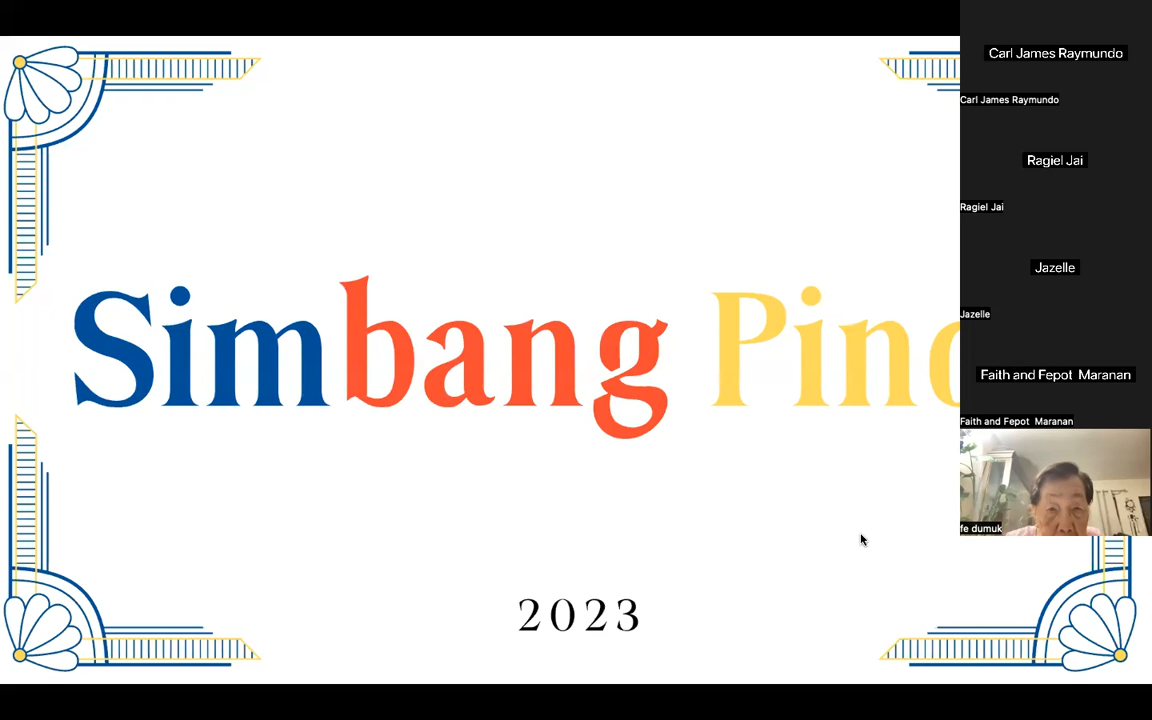 Simbang Pino
2023
Carl James Raymundo
Carl James Raymundo
Ragiel Jai
Ragiel Jai
Jazelle
Jazelle
Faith and Fepot Maranan
Faith and Fepot Maranan
fe dumuk